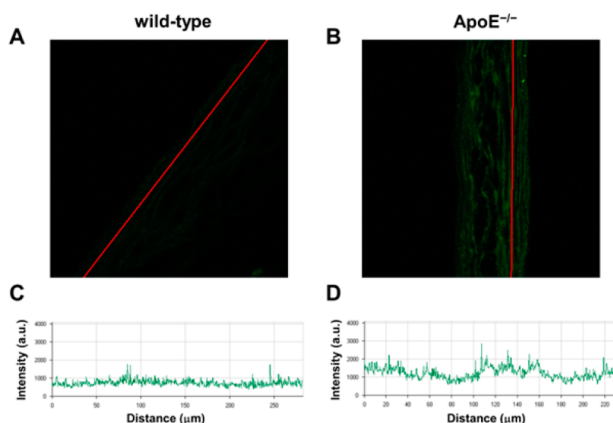 wild-type
ApoE⁻/⁻
A
B
C
D
Intensity (a.u.)
4000
3000
2000
1000
0
0 50 100 150 200 250
Distance (μm)
Intensity (a.u.)
4000
3000
2000
1000
0
0 20 40 60 80 100 120 140 160 180 200 220
Distance (μm)